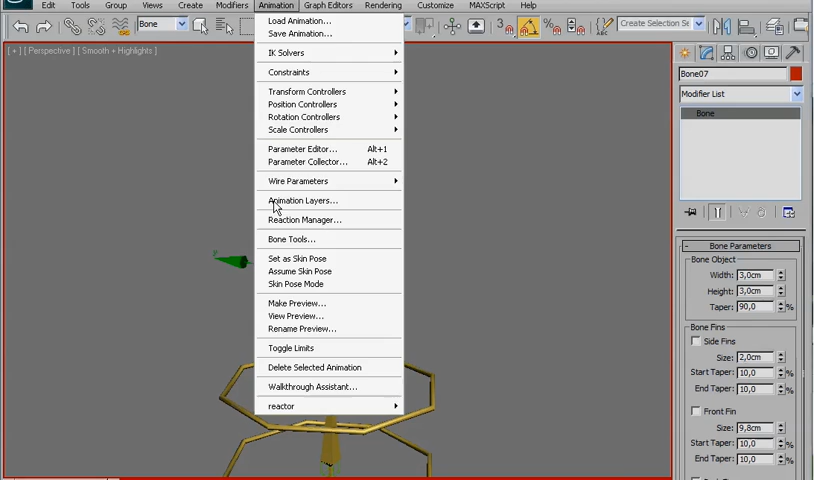 Edit Tools Group Views Create Modifiers Animation Graph Editors Rendering Customize MAXScript Help
Bone
3
Create Selection Se
[ + ] [ Perspective ] [ Smooth + Highlights ]
Load Animation...
Save Animation...
IK Solvers
Constraints
Transform Controllers
Position Controllers
Rotation Controllers
Scale Controllers
Parameter Editor... Alt+1
Parameter Collector... Alt+2
Wire Parameters
Animation Layers...
Reaction Manager...
Bone Tools...
Set as Skin Pose
Assume Skin Pose
Skin Pose Mode
Make Preview...
View Preview...
Rename Preview...
Toggle Limits
Delete Selected Animation
Walkthrough Assistant...
reactor
y
Bone07
Modifier List
Bone
- Bone Parameters
Bone Object
Width: 3,0cm
Height: 3,0cm
Taper: 90,0 %
Bone Fins
Side Fins
Size: 2,0cm
Start Taper: 10,0 %
End Taper: 10,0 %
Front Fin
Size: 9,8cm
Start Taper: 10,0 %
End Taper: 10,0 %